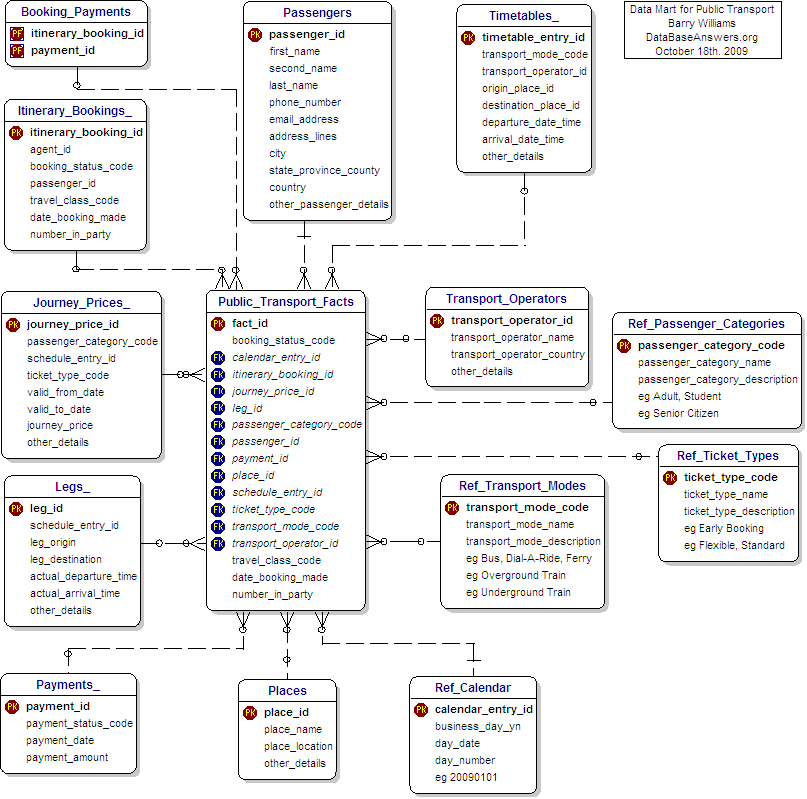 Booking_Payments
PF itinerary_booking_id
PF payment_id
Passengers
PK passenger_id
first_name
second_name
last_name
phone_number
email_address
address_lines
city
state_province_county
country
other_passenger_details
Timetables_
PK timetable_entry_id
transport_mode_code
transport_operator_id
origin_place_id
destination_place_id
departure_date_time
arrival_date_time
other_details
Data Mart for Public Transport
Barry Williams
DataBaseAnswers.org
October 18th. 2009
Itinerary_Bookings_
PK itinerary_booking_id
agent_id
booking_status_code
passenger_id
travel_class_code
date_booking_made
number_in_party
Journey_Prices_
PK journey_price_id
passenger_category_code
schedule_entry_id
ticket_type_code
valid_from_date
valid_to_date
journey_price
other_details
Public_Transport_Facts
PK fact_id
booking_status_code
FK calendar_entry_id
FK itinerary_booking_id
FK journey_price_id
FK leg_id
FK passenger_category_code
FK passenger_id
FK payment_id
FK place_id
FK schedule_entry_id
FK ticket_type_code
FK transport_mode_code
FK transport_operator_id
travel_class_code
date_booking_made
number_in_party
Transport_Operators
PK transport_operator_id
transport_operator_name
transport_operator_country
other_details
Ref_Passenger_Categories
PK passenger_category_code
passenger_category_name
passenger_category_description
eg Adult, Student
eg Senior Citizen
Ref_Ticket_Types
PK ticket_type_code
ticket_type_name
ticket_type_description
eg Early Booking
eg Flexible, Standard
Legs_
PK leg_id
schedule_entry_id
leg_origin
leg_destination
actual_departure_time
actual_arrival_time
other_details
Ref_Transport_Modes
PK transport_mode_code
transport_mode_name
transport_mode_description
eg Bus, Dial-A-Ride, Ferry
eg Overground Train
eg Underground Train
Payments_
PK payment_id
payment_status_code
payment_date
payment_amount
Places
PK place_id
place_name
place_location
other_details
Ref_Calendar
PK calendar_entry_id
business_day_yn
day_date
day_number
eg 20090101